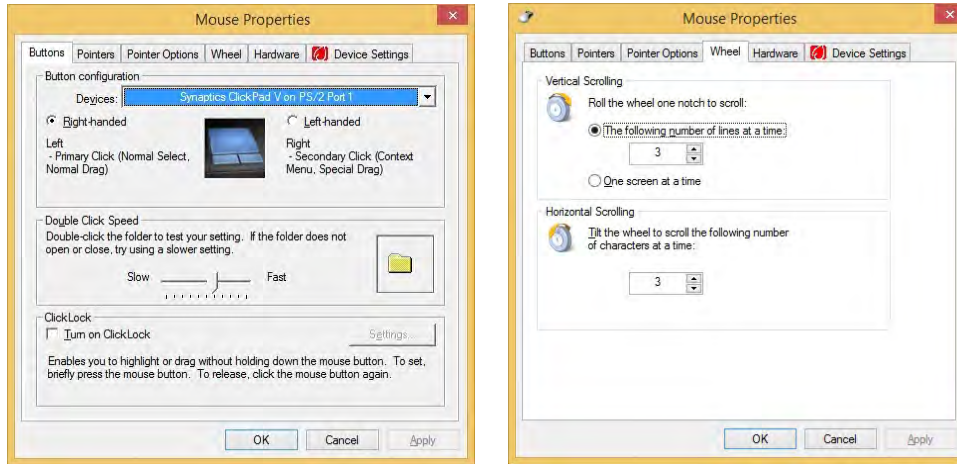 Mouse Properties
Buttons Pointers Pointer Options Wheel Hardware Device Settings
Button configuration
Devices: Synaptics ClickPad V on PS/2 Port 1
Right-handed
Left-handed
Left
- Primary Click (Normal Select,
Normal Drag)
Right
- Secondary Click (Context
Menu, Special Drag)
Double Click Speed
Double-click the folder to test your setting. If the folder does not
open or close, try using a slower setting.
Slow Fast
ClickLock
Turn on ClickLock
Settings...
Enables you to highlight or drag without holding down the mouse button. To set,
briefly press the mouse button. To release, click the mouse button again.
OK Cancel Apply
Mouse Properties
Buttons Pointers Pointer Options Wheel Hardware Device Settings
Vertical Scrolling
Roll the wheel one notch to scroll:
The following number of lines at a time:
3
One screen at a time
Horizontal Scrolling
Tilt the wheel to scroll the following number
of characters at a time:
3
OK Cancel Apply